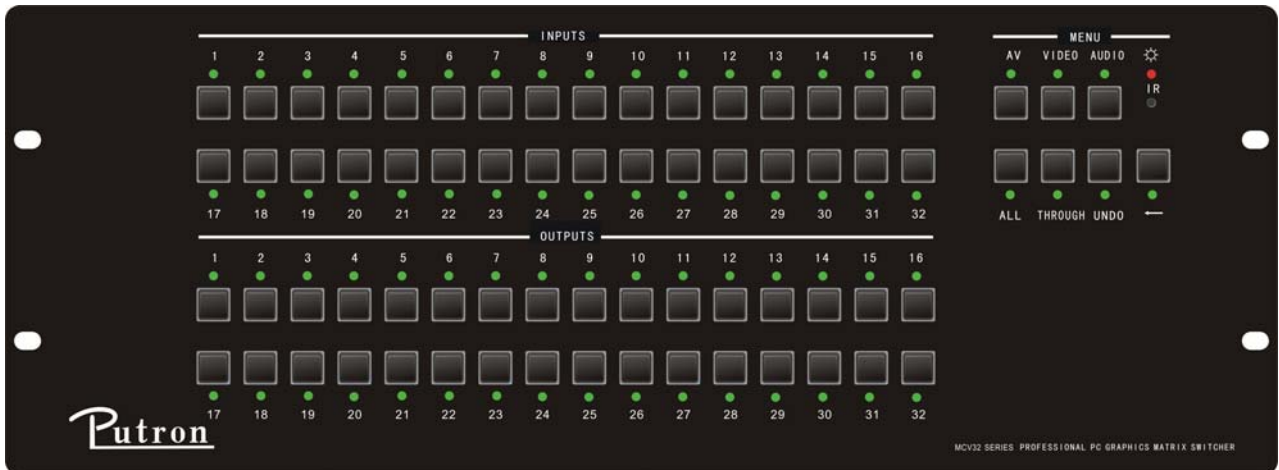 INPUTS
MENU
1 2 3 4 5 6 7 8 9 10 11 12 13 14 15 16
AV VIDEO AUDIO
IR
17 18 19 20 21 22 23 24 25 26 27 28 29 30 31 32
ALL THROUGH UNDO ←
OUTPUTS
1 2 3 4 5 6 7 8 9 10 11 12 13 14 15 16
17 18 19 20 21 22 23 24 25 26 27 28 29 30 31 32
Putron
MCV32 SERIES PROFESSIONAL PC GRAPHICS MATRIX SWITCHER